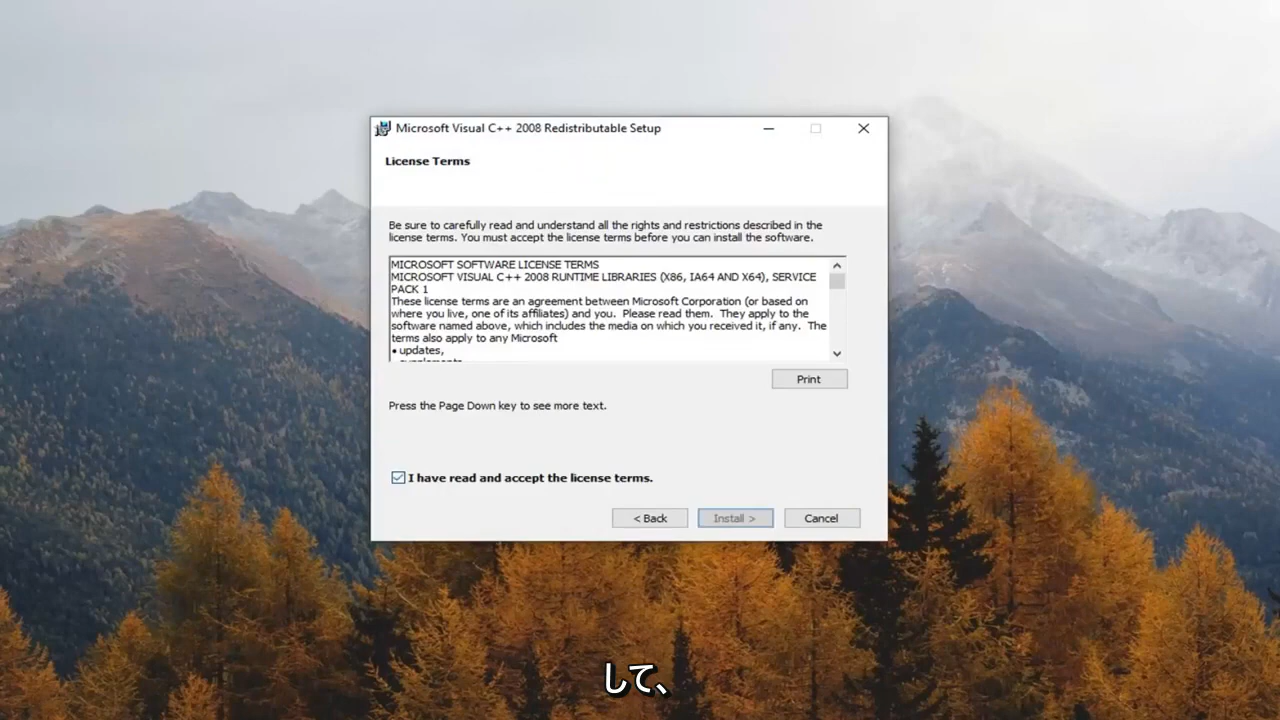 Microsoft Visual C++ 2008 Redistributable Setup
License Terms
Be sure to carefully read and understand all the rights and restrictions described in the
license terms. You must accept the license terms before you can install the software.
MICROSOFT SOFTWARE LICENSE TERMS
MICROSOFT VISUAL C++ 2008 RUNTIME LIBRARIES (X86, IA64 AND X64), SERVICE
PACK 1
These license terms are an agreement between Microsoft Corporation (or based on
where you live, one of its affiliates) and you.  Please read them.  They apply to the
software named above, which includes the media on which you received it, if any.  The
terms also apply to any Microsoft
• updates,
Print
Press the Page Down key to see more text.
I have read and accept the license terms.
< Back
Install >
Cancel
して、